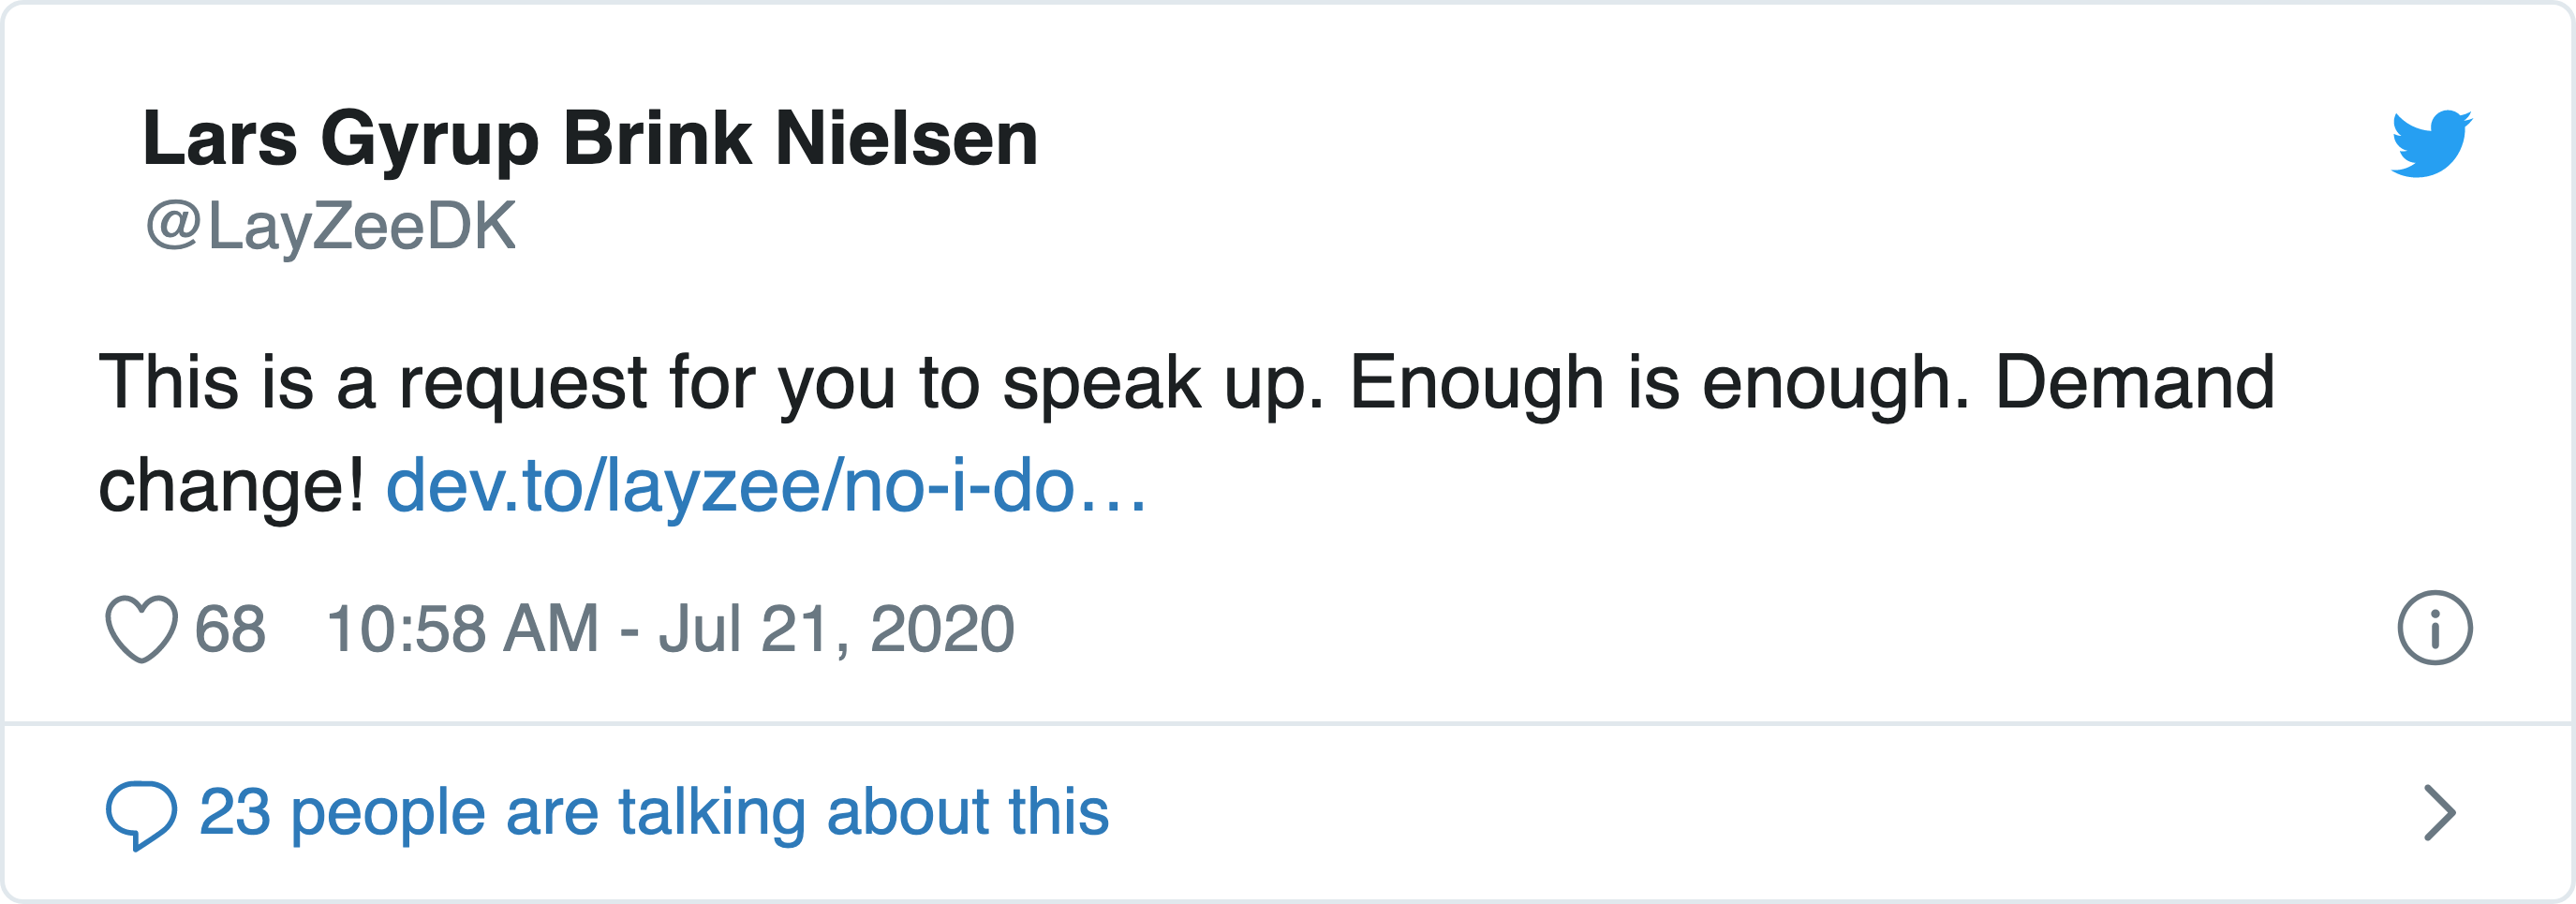 Lars Gyrup Brink Nielsen
@LayZeeDK
This is a request for you to speak up. Enough is enough. Demand
change! dev.to/layzee/no-i-do…
68 10:58 AM - Jul 21, 2020
23 people are talking about this